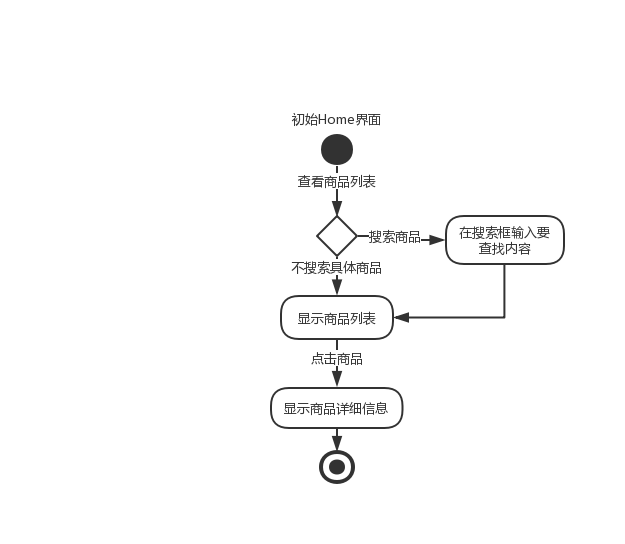 初始Home界面
查看商品列表
搜索商品
在搜索框输入要
查找内容
不搜索具体商品
显示商品列表
点击商品
显示商品详细信息